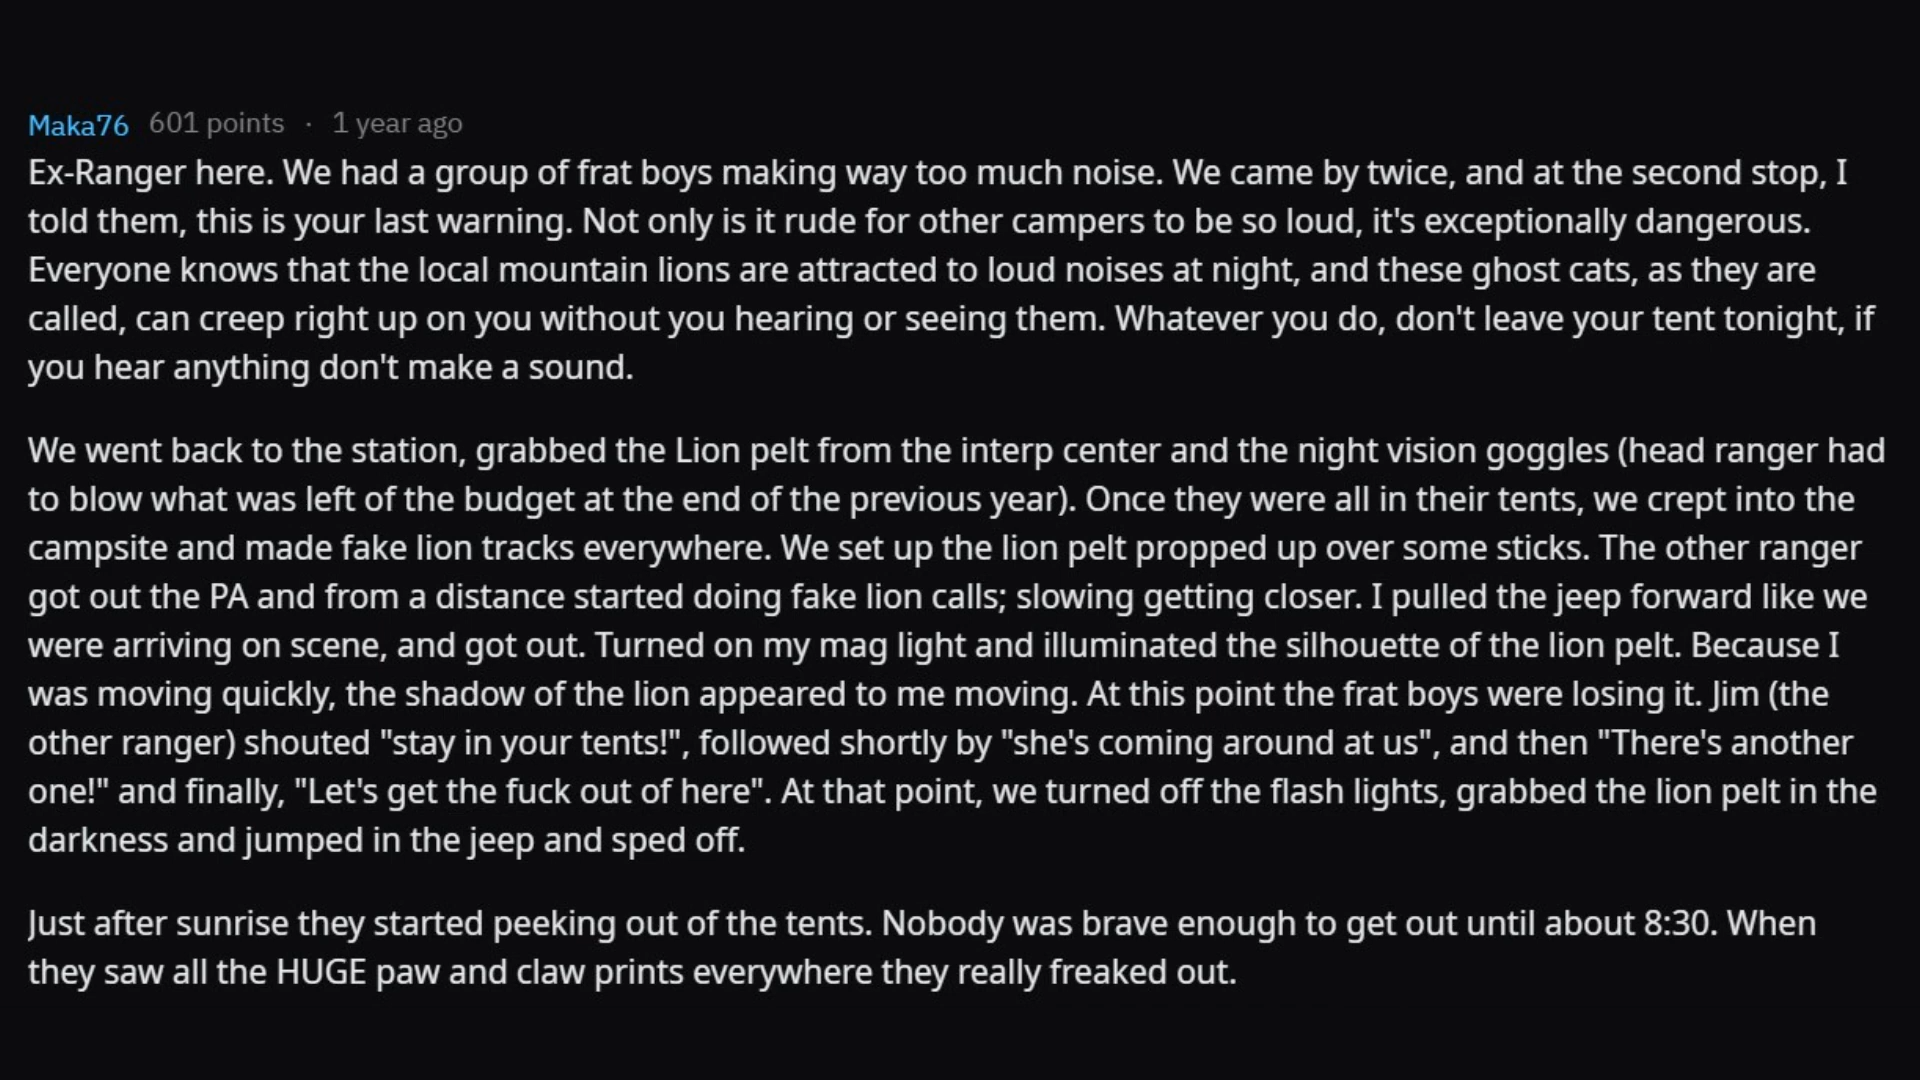 Maka76 601 points · 1 year ago
Ex-Ranger here. We had a group of frat boys making way too much noise. We came by twice, and at the second stop, I
told them, this is your last warning. Not only is it rude for other campers to be so loud, it's exceptionally dangerous.
Everyone knows that the local mountain lions are attracted to loud noises at night, and these ghost cats, as they are
called, can creep right up on you without you hearing or seeing them. Whatever you do, don't leave your tent tonight, if
you hear anything don't make a sound.
We went back to the station, grabbed the Lion pelt from the interp center and the night vision goggles (head ranger had
to blow what was left of the budget at the end of the previous year). Once they were all in their tents, we crept into the
campsite and made fake lion tracks everywhere. We set up the lion pelt propped up over some sticks. The other ranger
got out the PA and from a distance started doing fake lion calls; slowing getting closer. I pulled the jeep forward like we
were arriving on scene, and got out. Turned on my mag light and illuminated the silhouette of the lion pelt. Because I
was moving quickly, the shadow of the lion appeared to me moving. At this point the frat boys were losing it. Jim (the
other ranger) shouted "stay in your tents!", followed shortly by "she's coming around at us", and then "There's another
one!" and finally, "Let's get the fuck out of here". At that point, we turned off the flash lights, grabbed the lion pelt in the
darkness and jumped in the jeep and sped off.
Just after sunrise they started peeking out of the tents. Nobody was brave enough to get out until about 8:30. When
they saw all the HUGE paw and claw prints everywhere they really freaked out.